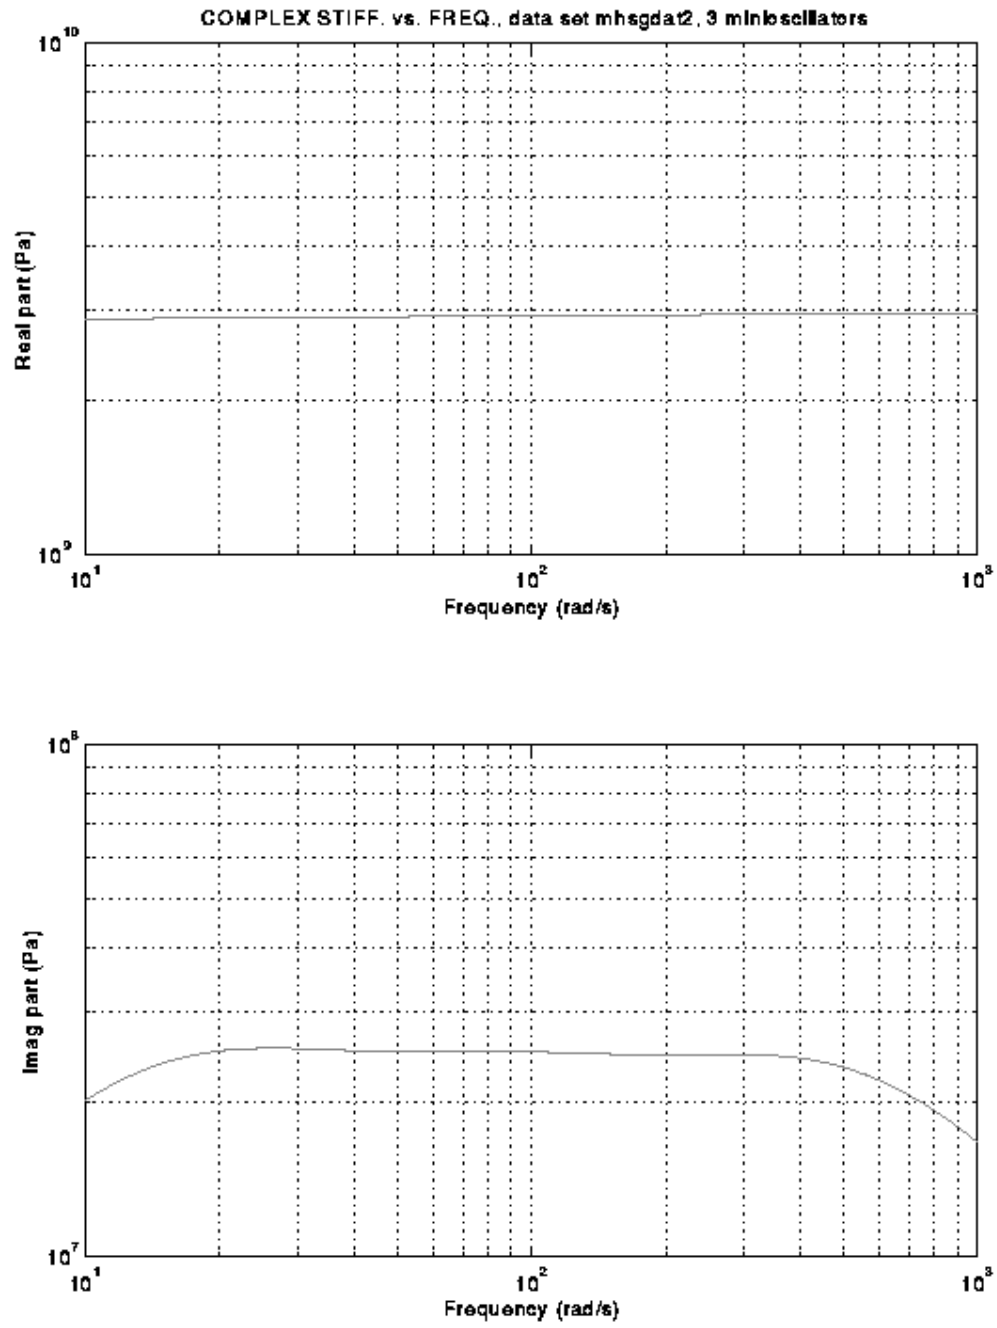 COMPLEX STIFF. vs. FREQ., data set mhsgdat2, 3 minioscillators
10¹⁰
Real part (Pa)
10⁹
10¹ 10² 10³
Frequency (rad/s)
10⁸
Imag part (Pa)
10⁷
10¹ 10² 10³
Frequency (rad/s)